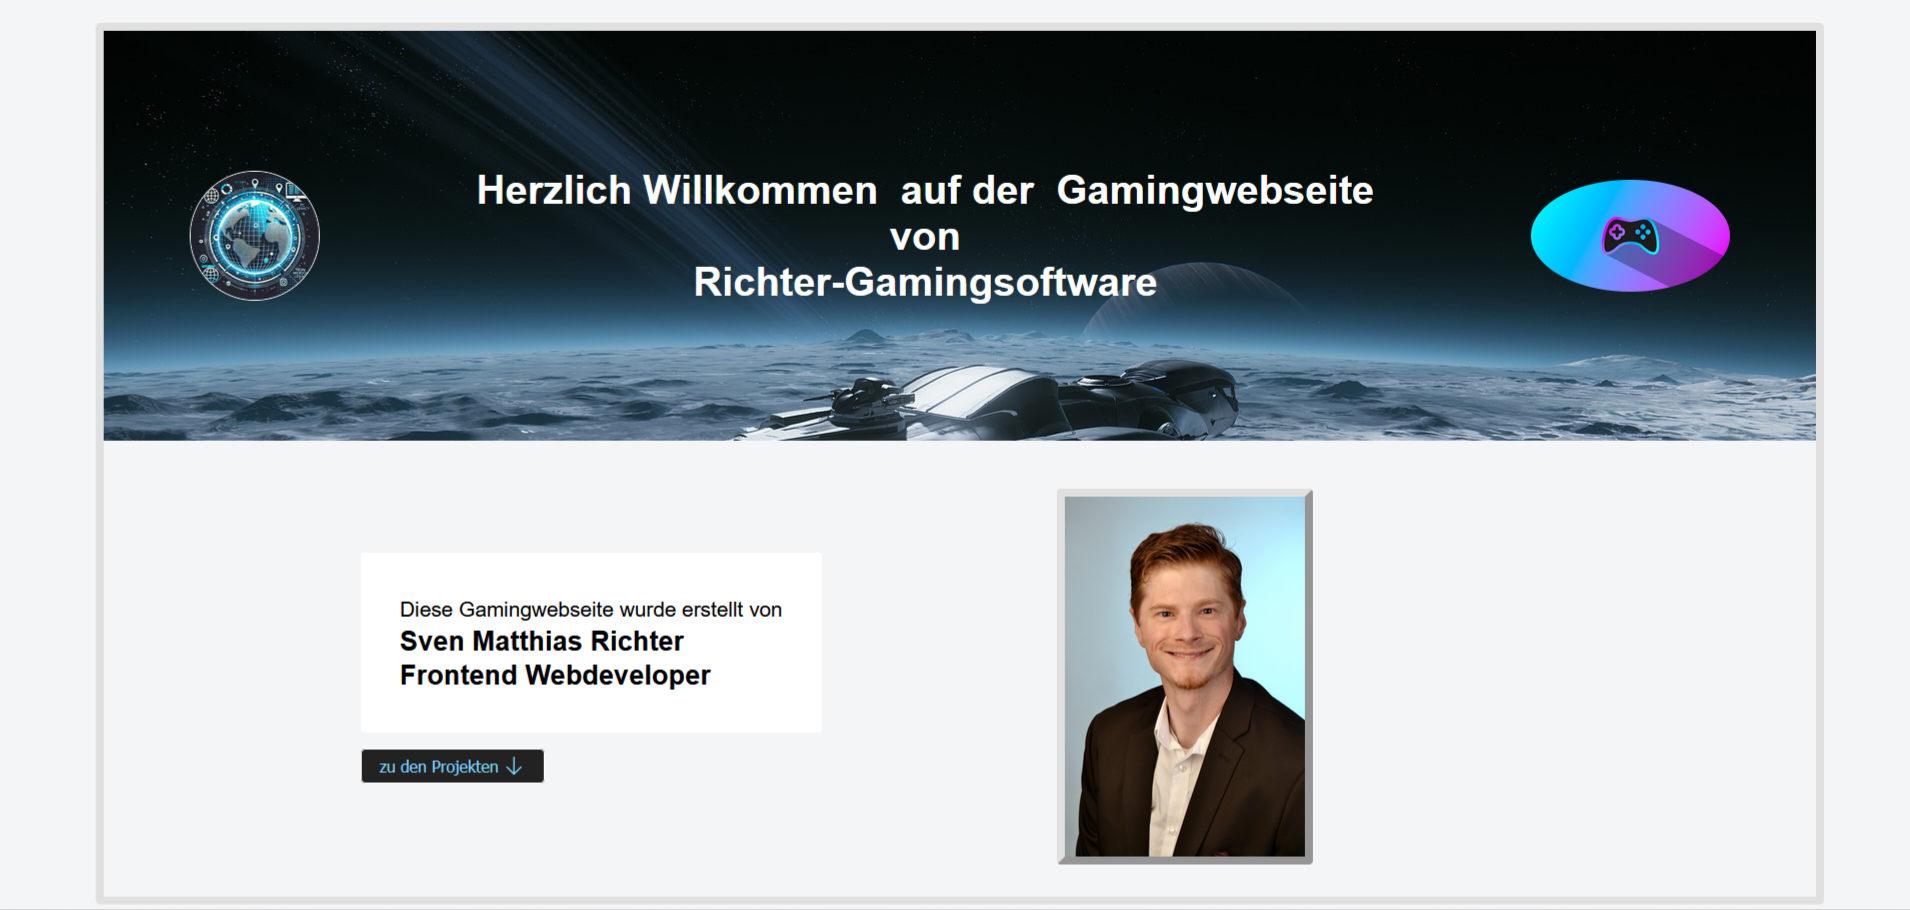 Herzlich Willkommen  auf der  Gamingwebseite
von
Richter-Gamingsoftware
Diese Gamingwebseite wurde erstellt von
Sven Matthias Richter
Frontend Webdeveloper
zu den Projekten ↓